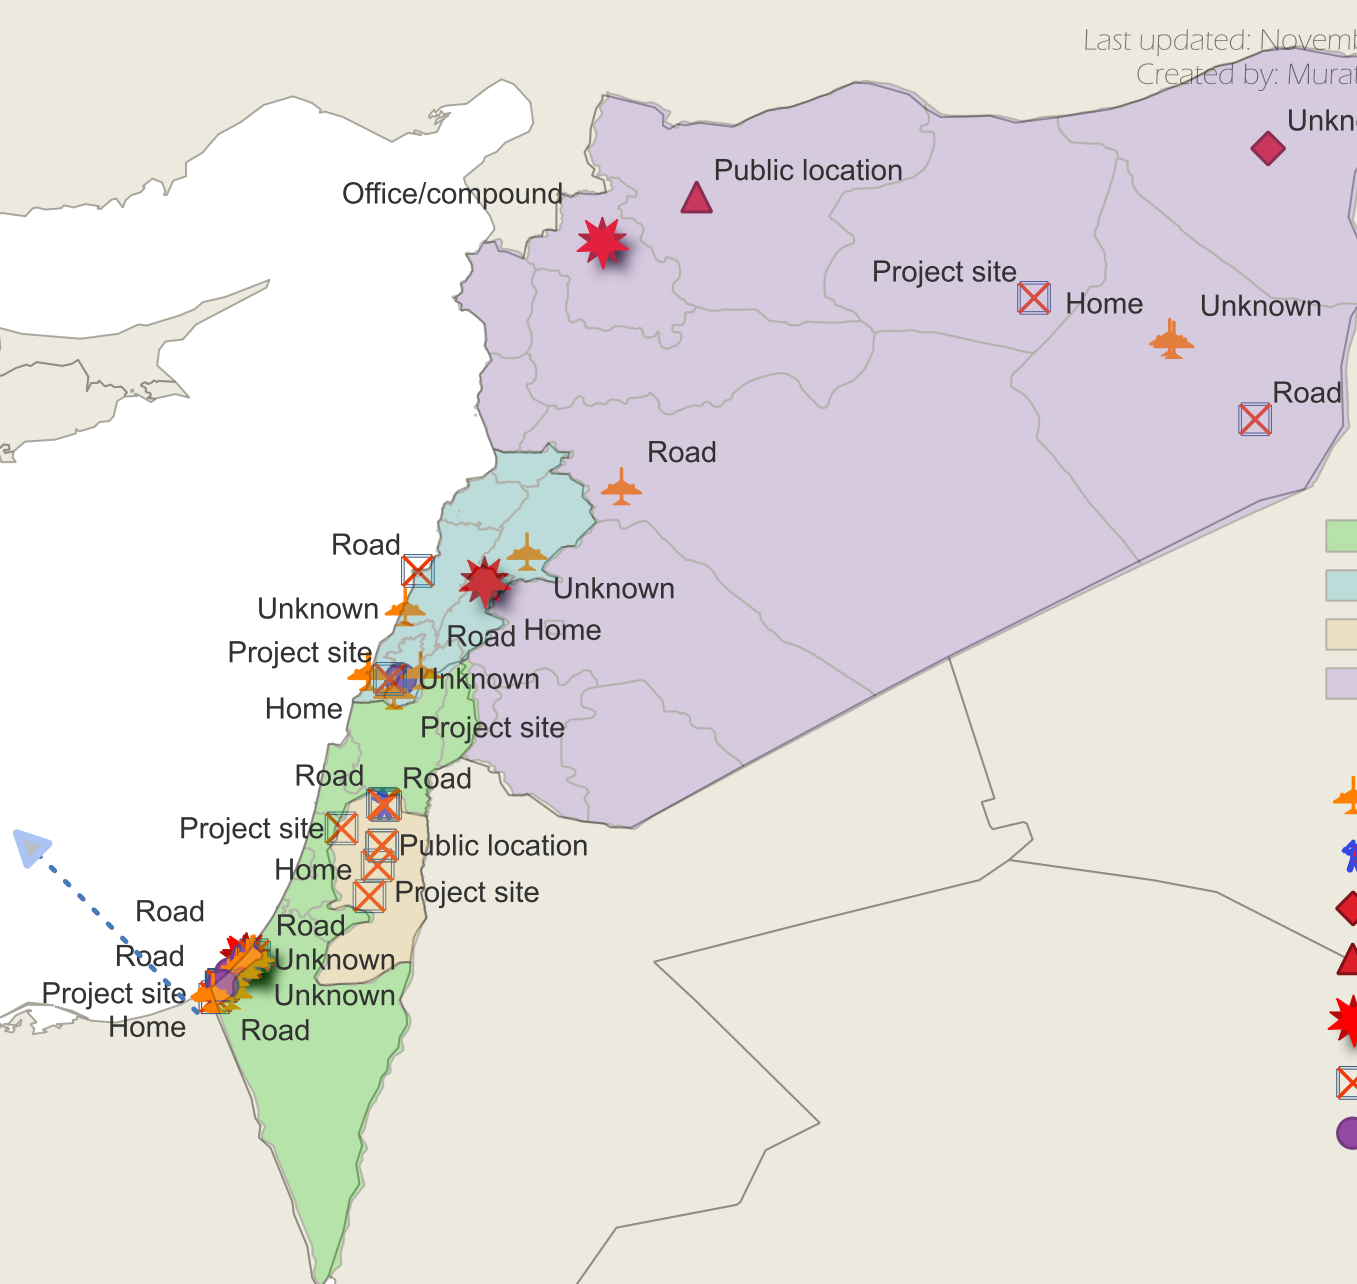 Last updated: Novemb
Created by: Murat
Unkn
Public location
Office/compound
Project site
Home
Unknown
Road
Road
Road
Unknown
Unknown
Home
Road
Project site
Unknown
Home
Project site
Road
Road
Project site
Public location
Home
Project site
Road
Road
Road
Unknown
Project site
Unknown
Home
Road